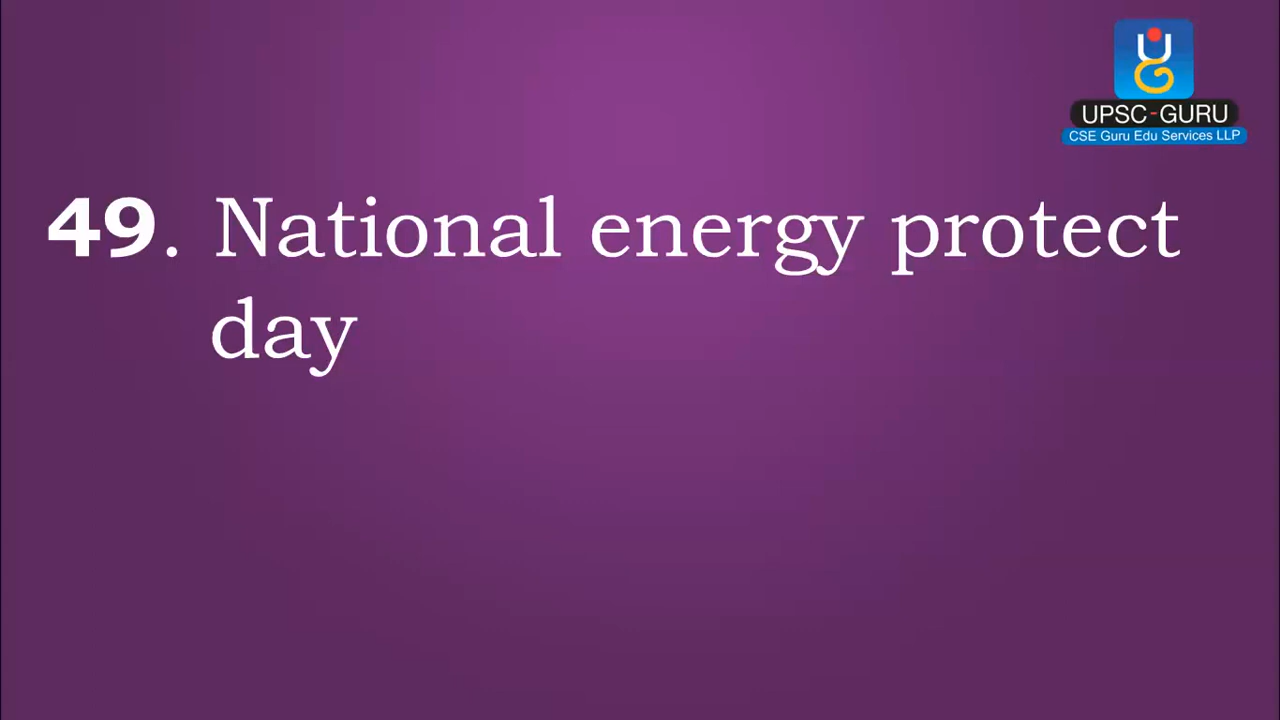 UPSC-GURU
CSE Guru Edu Services LLP
49. National energy protect
day